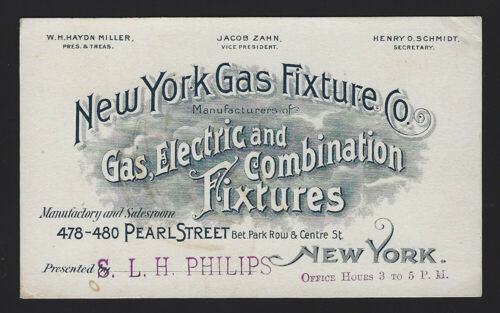 W. H. HAYDN MILLER,
PRES. & TREAS.
JACOB ZAHN,
VICE PRESIDENT.
HENRY O. SCHMIDT,
SECRETARY.
New York Gas Fixture Co.
Manufacturers of
Gas, Electric and
Combination
Fixtures
Manufactory and Salesroom
478-480 PEARL STREET Bet. Park Row & Centre St.
NEW YORK.
Presented by S. L. H. PHILIPS
OFFICE HOURS 3 TO 5 P. M.